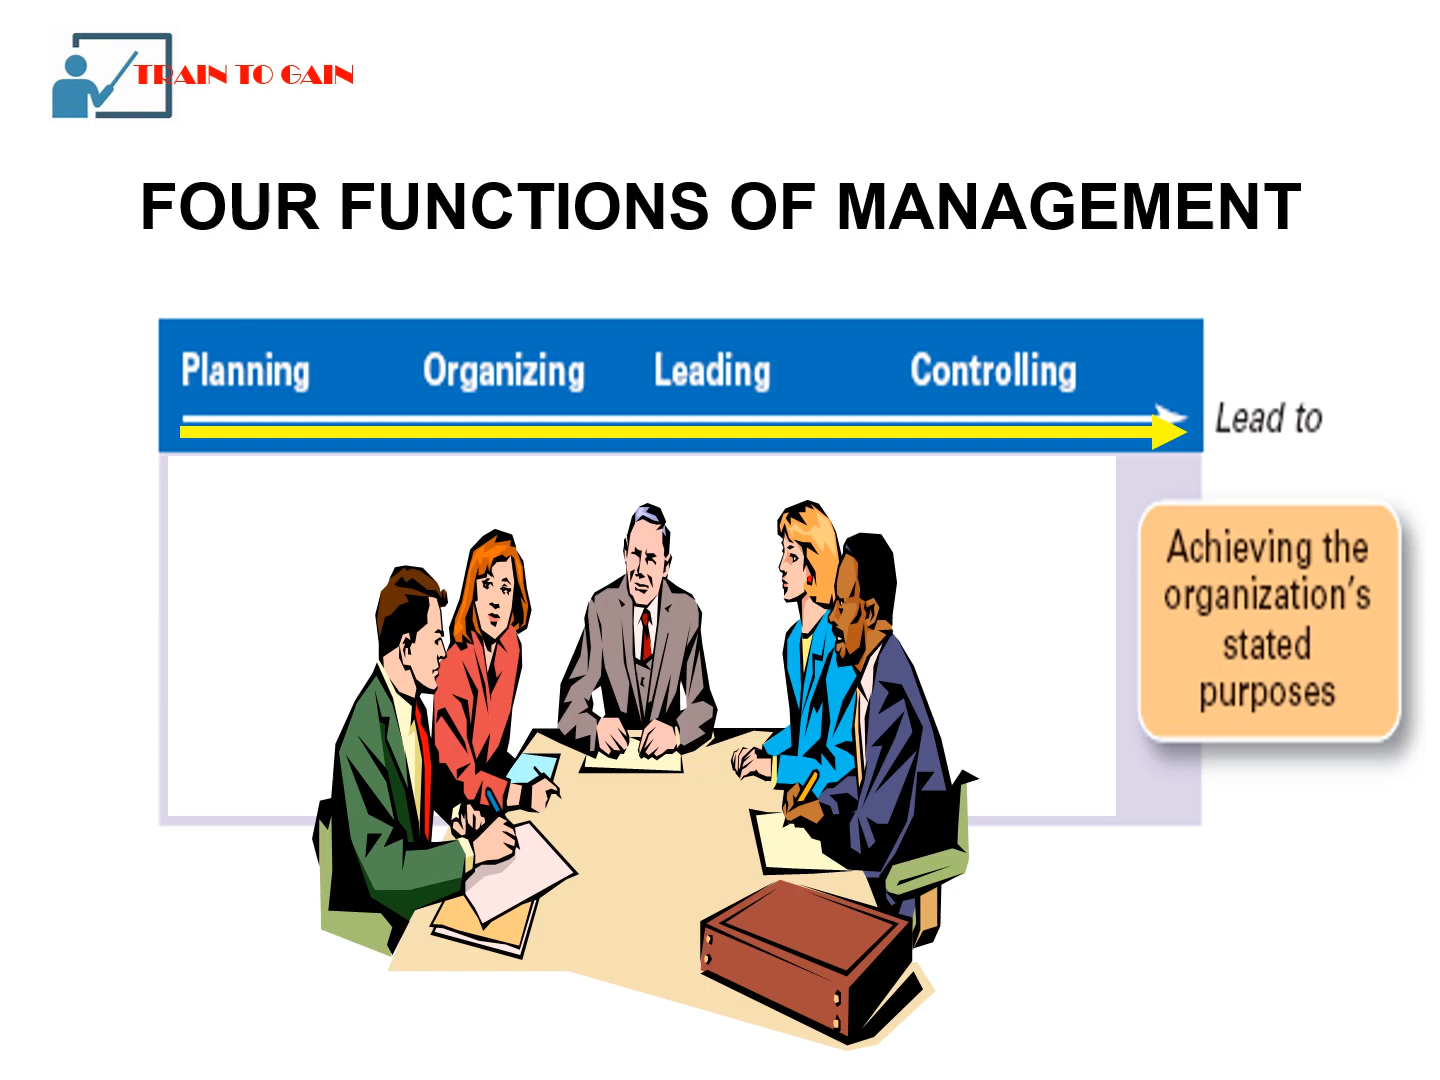 TRAIN TO GAIN
FOUR FUNCTIONS OF MANAGEMENT
Planning Organizing Leading Controlling
Lead to
Achieving the
organization's
stated
purposes